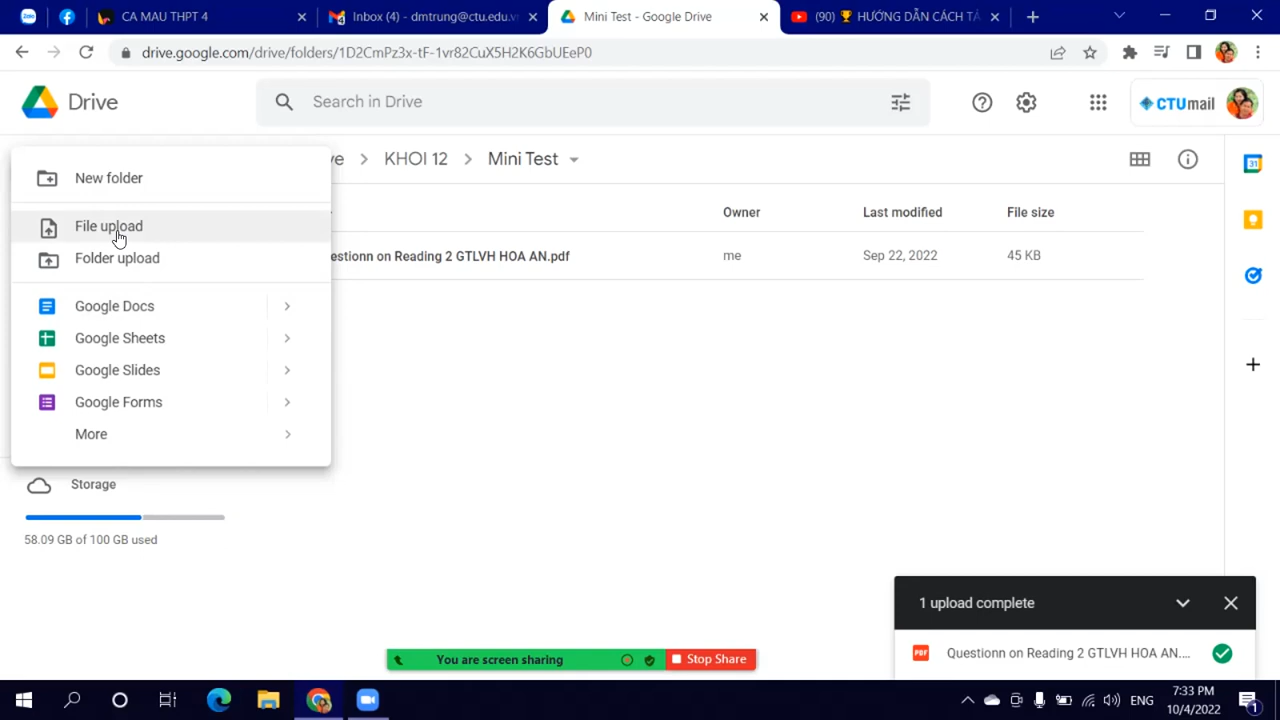 CA MAU THPT 4
Inbox (4) - dmtrung@ctu.edu.v
Mini Test - Google Drive
(90) 🏆 HƯỚNG DẪN CÁCH TẢ
drive.google.com/drive/folders/1D2CmPz3x-tF-1vr82CuX5H2K6GbUEeP0
Drive
Search in Drive
CTUmail
New folder
ve > KHOI 12 > Mini Test
Owner
Last modified
File size
File upload
estionn on Reading 2 GTLVH HOA AN.pdf
me
Sep 22, 2022
45 KB
Folder upload
Google Docs
Google Sheets
Google Slides
Google Forms
More
Storage
58.09 GB of 100 GB used
1 upload complete
PDF
Questionn on Reading 2 GTLVH HOA AN....
You are screen sharing
Stop Share
ENG
7:33 PM
10/4/2022
1
31
Zalo